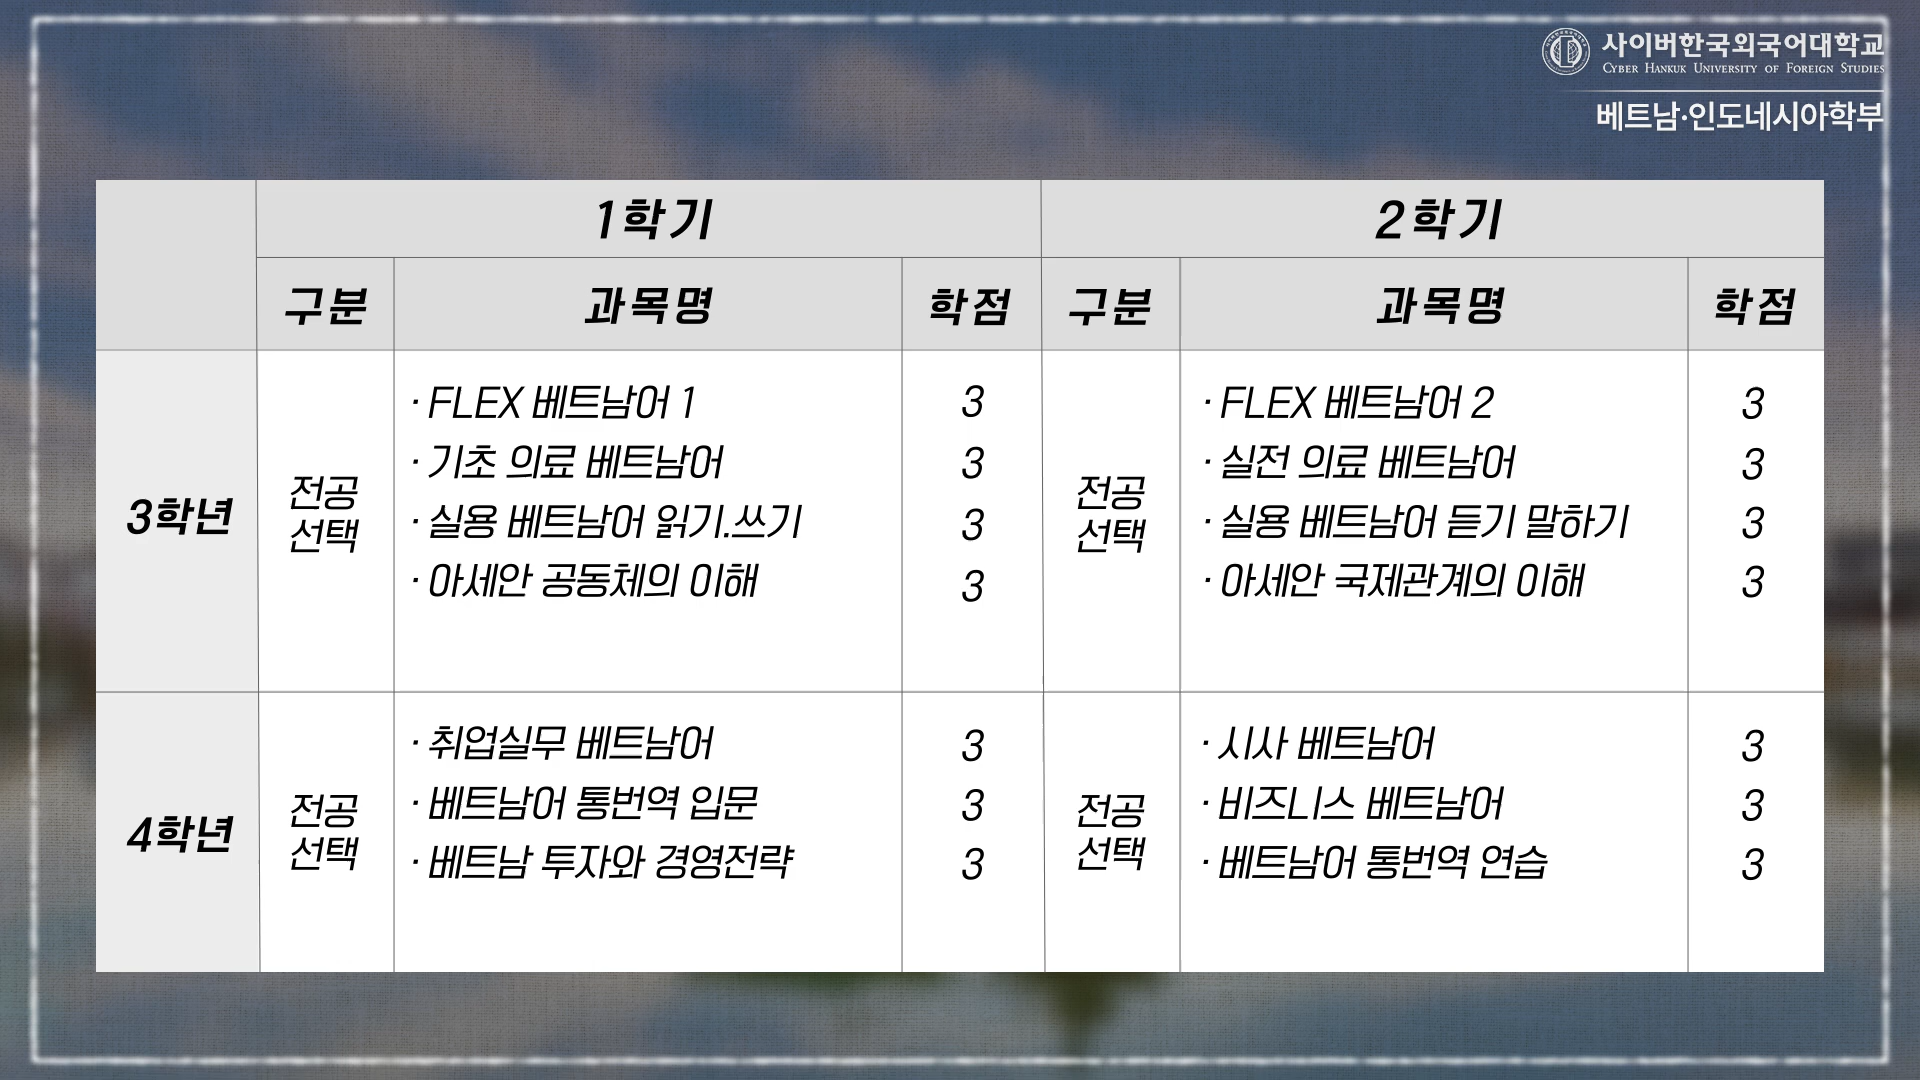 사이버한국외국어대학교
CYBER HANKUK UNIVERSITY OF FOREIGN STUDIES
베트남·인도네시아학부
1학기 2학기
구분 과목명 학점 구분 과목명 학점
3학년
전공
선택
· FLEX 베트남어 1 3
· 기초 의료 베트남어 3
· 실용 베트남어 읽기.쓰기 3
· 아세안 공동체의 이해 3
전공
선택
· FLEX 베트남어 2 3
· 실전 의료 베트남어 3
· 실용 베트남어 듣기 말하기 3
· 아세안 국제관계의 이해 3
4학년
전공
선택
· 취업실무 베트남어 3
· 베트남어 통번역 입문 3
· 베트남 투자와 경영전략 3
전공
선택
· 시사 베트남어 3
· 비즈니스 베트남어 3
· 베트남어 통번역 연습 3